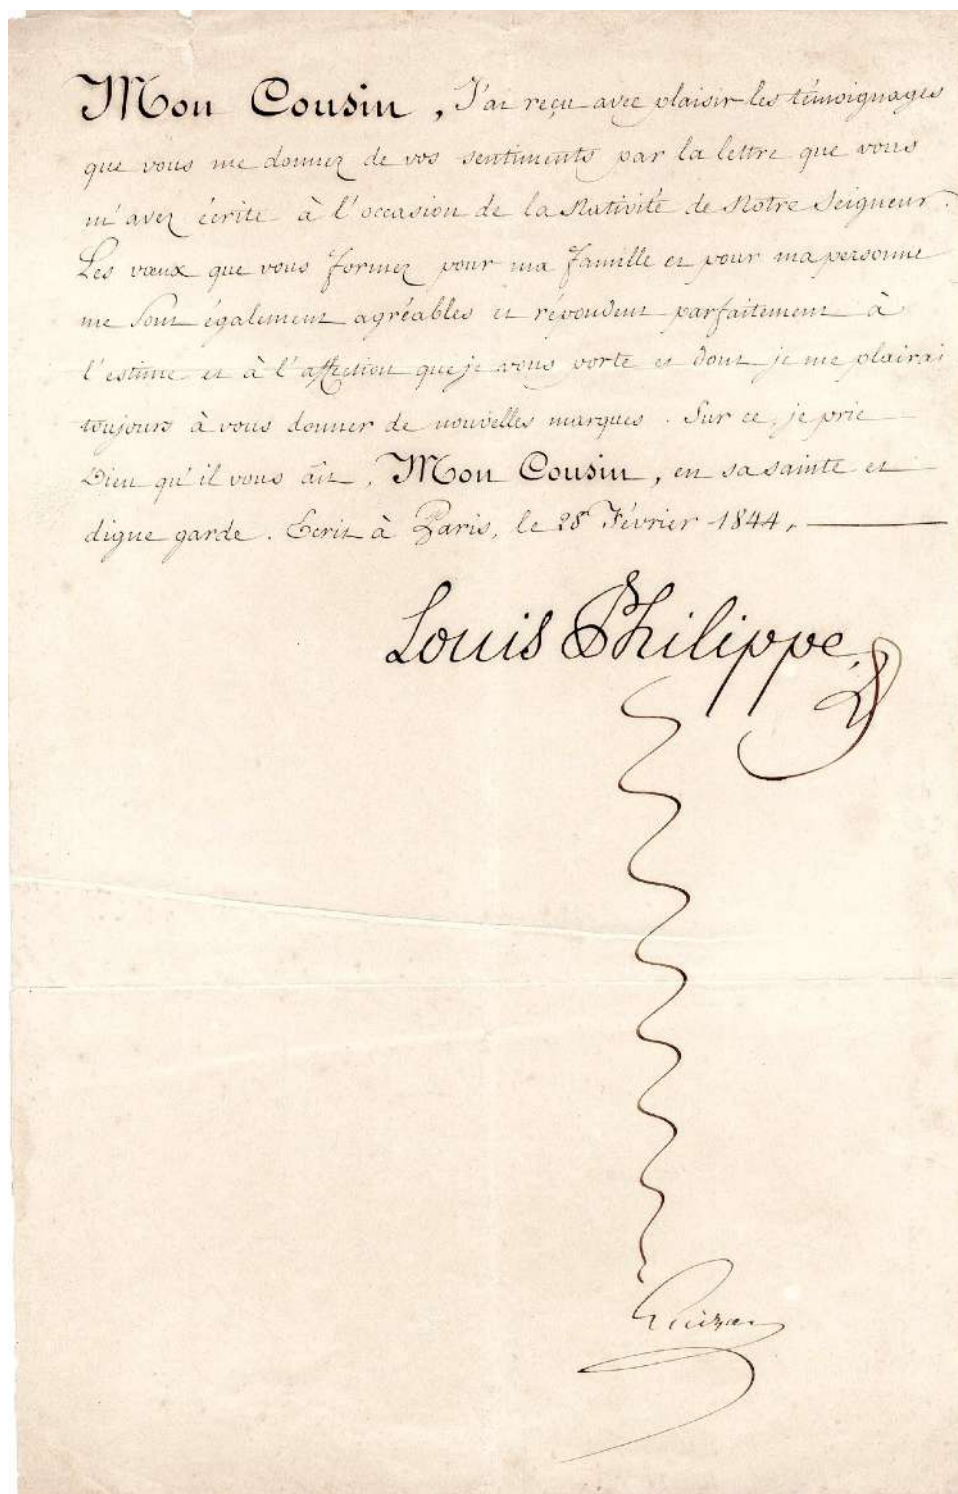 Mon Cousin, J'ai reçu avec plaisir les témoignages
que vous me donnez de vos sentiments par la lettre que vous
m'avez écrite à l'occasion de la Nativité de Notre Seigneur.
Les vœux que vous formez pour ma famille et pour ma personne
me sont également agréables et répondent parfaitement à
l'estime et à l'affection que je vous porte et dont je me plairai
toujours à vous donner de nouvelles marques. Sur ce, je prie
Dieu qu'il vous ait, Mon Cousin, en sa sainte et
digne garde. Ecrit à Paris, le 28 Février 1844.
Louis Philippe
Guizot